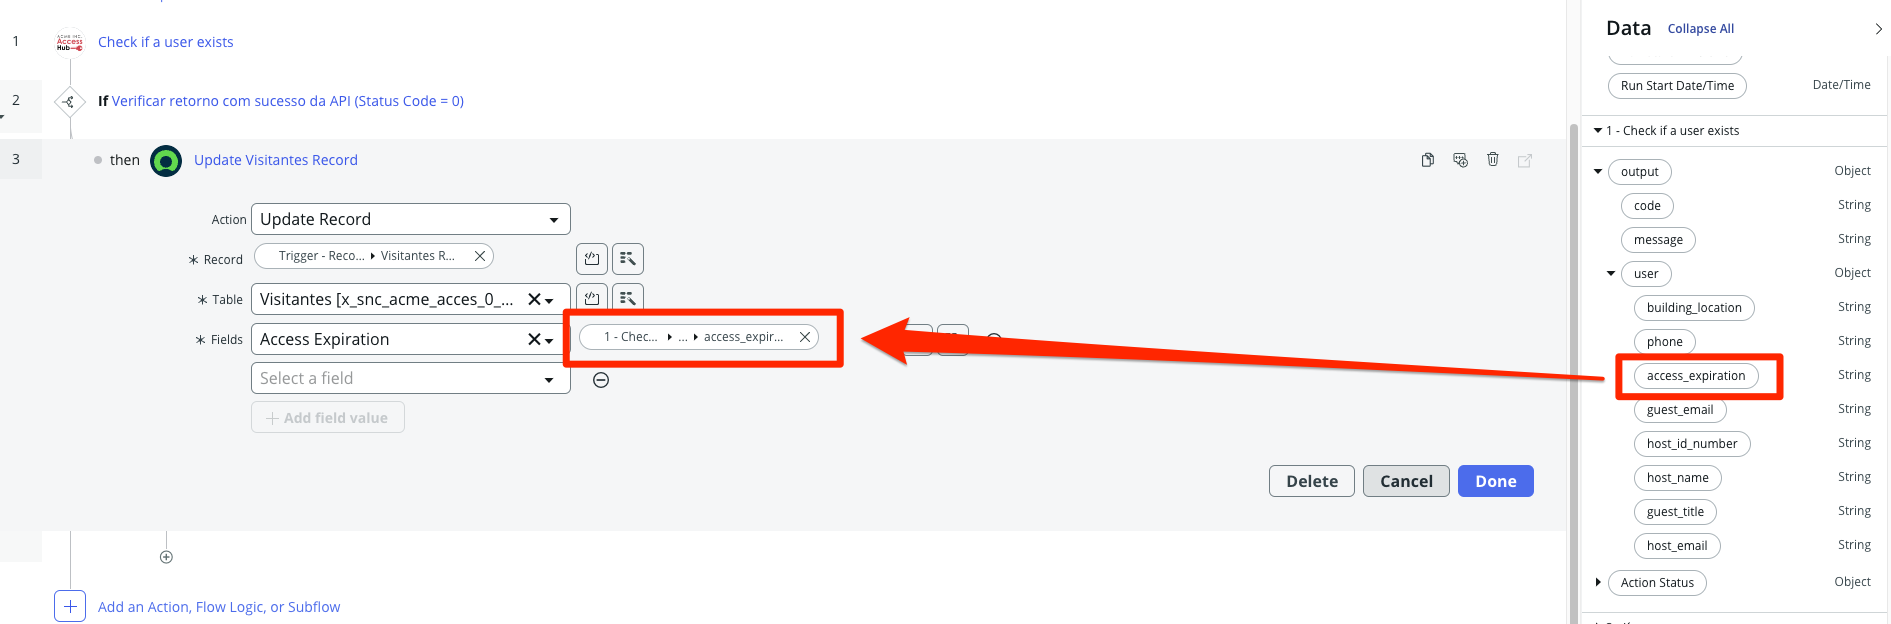 1
ACME INC.
Access
Hub
Check if a user exists
2
If Verificar retorno com sucesso da API (Status Code = 0)
3
then
Update Visitantes Record
Action
Update Record
* Record
Trigger - Reco... Visitantes R...
* Table
Visitantes [x_snc_acme_acces_0_...
* Fields
Access Expiration
1 - Chec... ... access_expir...
Select a field
+ Add field value
Delete
Cancel
Done
Add an Action, Flow Logic, or Subflow
Data
Collapse All
Run Start Date/Time
Date/Time
1 - Check if a user exists
output
Object
code
String
message
String
user
Object
building_location
String
phone
String
access_expiration
String
guest_email
String
host_id_number
String
host_name
String
guest_title
String
host_email
String
Action Status
Object